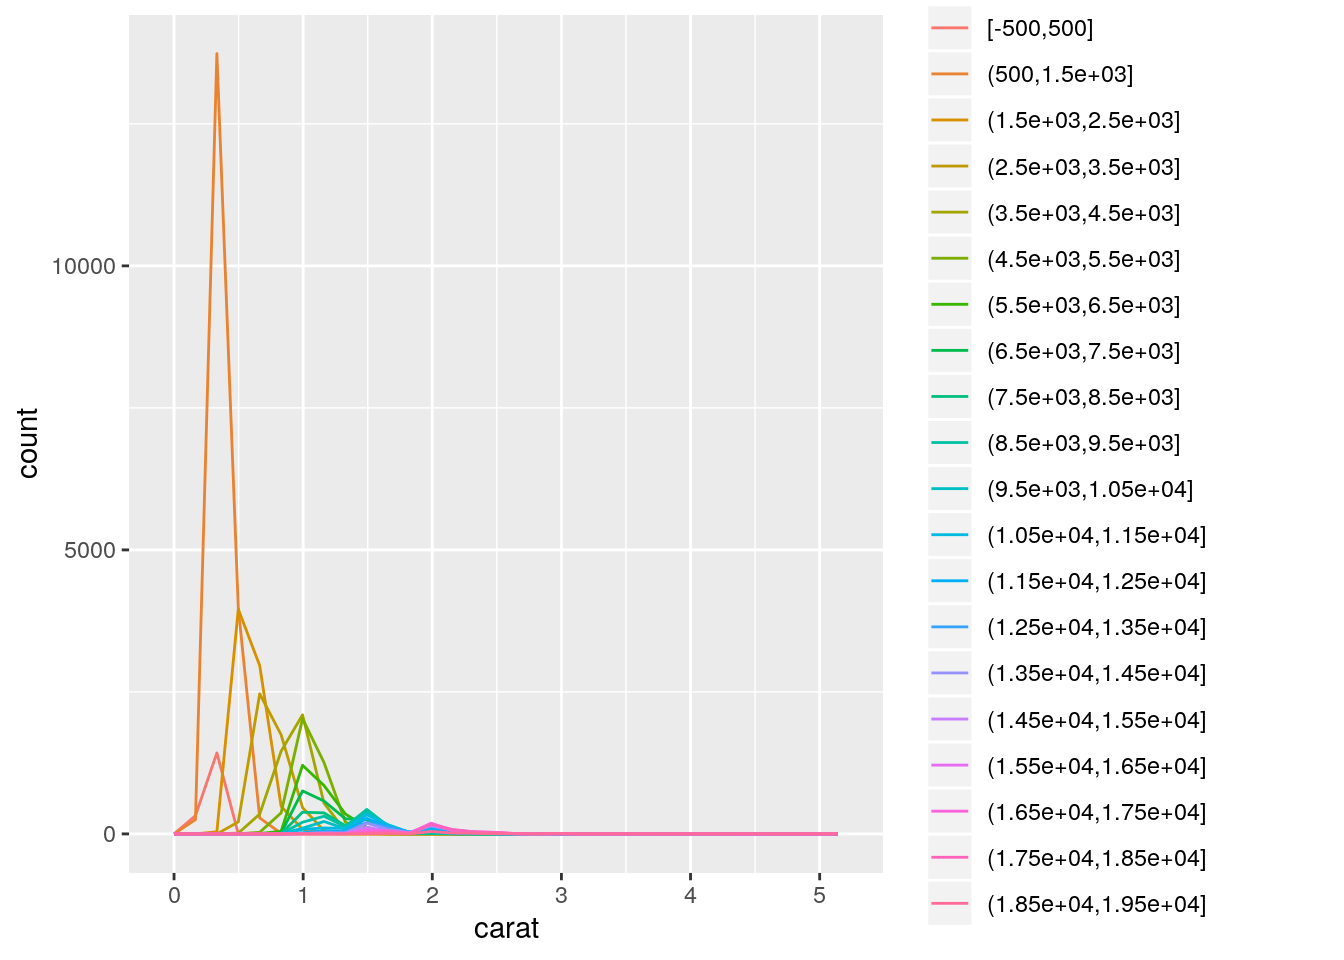 10000
5000
0
count
0 1 2 3 4 5
carat
[-500,500]
(500,1.5e+03]
(1.5e+03,2.5e+03]
(2.5e+03,3.5e+03]
(3.5e+03,4.5e+03]
(4.5e+03,5.5e+03]
(5.5e+03,6.5e+03]
(6.5e+03,7.5e+03]
(7.5e+03,8.5e+03]
(8.5e+03,9.5e+03]
(9.5e+03,1.05e+04]
(1.05e+04,1.15e+04]
(1.15e+04,1.25e+04]
(1.25e+04,1.35e+04]
(1.35e+04,1.45e+04]
(1.45e+04,1.55e+04]
(1.55e+04,1.65e+04]
(1.65e+04,1.75e+04]
(1.75e+04,1.85e+04]
(1.85e+04,1.95e+04]